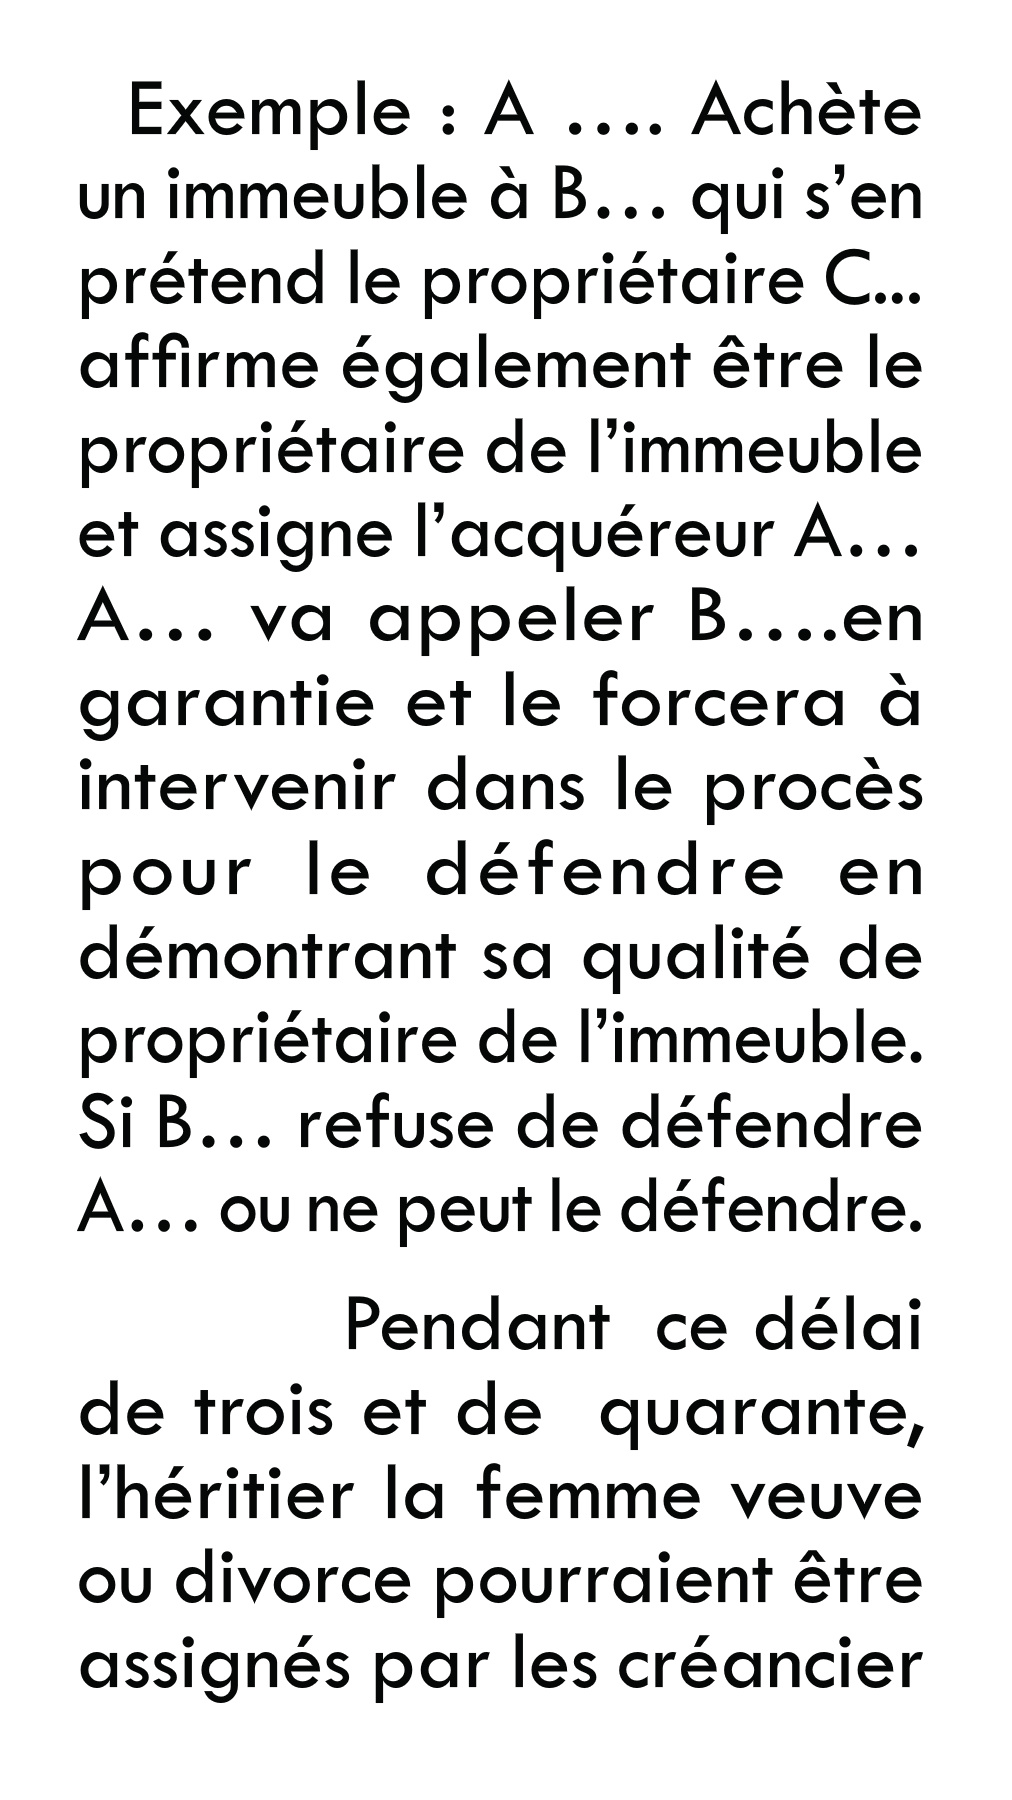 Exemple : A .... Achète
un immeuble à B... qui s’en
prétend le propriétaire C...
affirme également être le
propriétaire de l’immeuble
et assigne l’acquéreur A...
A... va appeler B....en
garantie et le forcera à
intervenir dans le procès
pour le défendre en
démontrant sa qualité de
propriétaire de l’immeuble.
Si B... refuse de défendre
A... ou ne peut le défendre.
Pendant ce délai
de trois et de quarante,
l’héritier la femme veuve
ou divorce pourraient être
assignés par les créancier